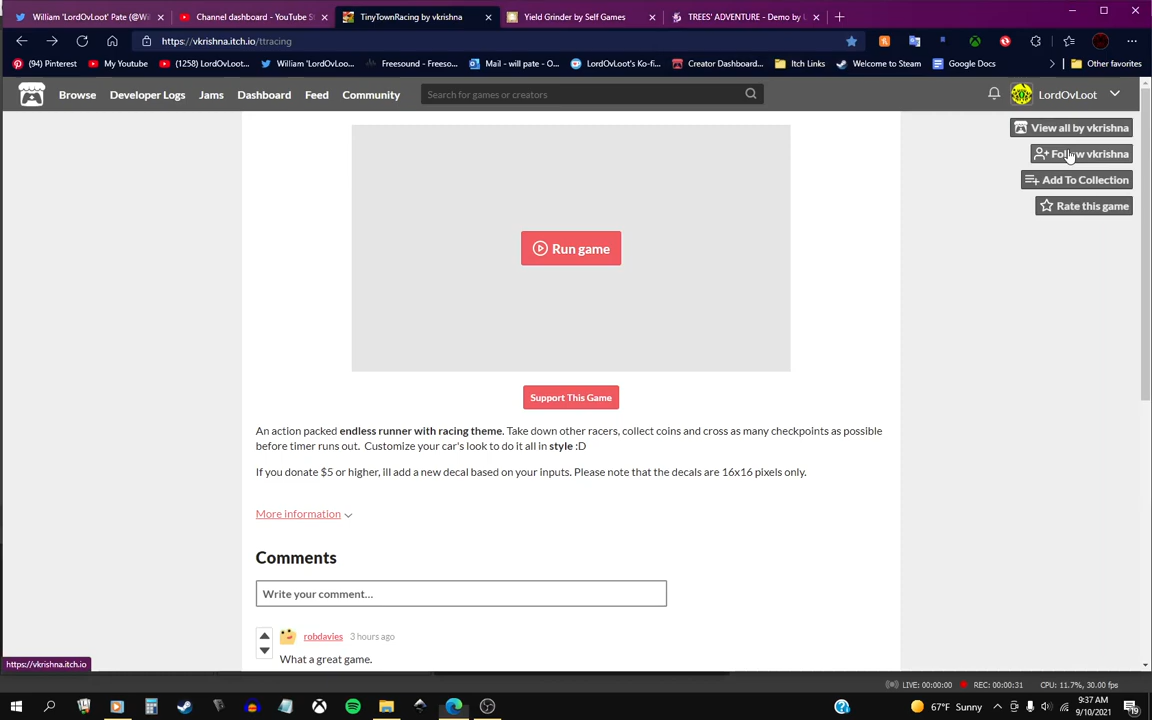 William 'LordOvLoot' Pate (@Wi
Channel dashboard - YouTube S
TinyTownRacing by vkrishna
Yield Grinder by Self Games
TREES' ADVENTURE - Demo by
https://vkrishna.itch.io/ttracing
(94) Pinterest
My Youtube
(1258) LordOvLoot...
William 'LordOvLoo...
Freesound - Freeso...
Mail - will pate - O...
LordOvLoot's Ko-fi...
Creator Dashboard...
Itch Links
Welcome to Steam
Google Docs
Other favorites
Browse
Developer Logs
Jams
Dashboard
Feed
Community
Search for games or creators
LordOvLoot
View all by vkrishna
Follow vkrishna
Add To Collection
Rate this game
Run game
Support This Game
An action packed endless runner with racing theme. Take down other racers, collect coins and cross as many checkpoints as possible
before timer runs out. Customize your car's look to do it all in style :D
If you donate $5 or higher, ill add a new decal based on your inputs. Please note that the decals are 16x16 pixels only.
More information
Comments
Write your comment...
robdavies 3 hours ago
What a great game.
https://vkrishna.itch.io
LIVE: 00:00:00
REC: 00:00:31
CPU: 11.7%, 30.00 fps
67°F Sunny
9:37 AM
9/10/2021
19